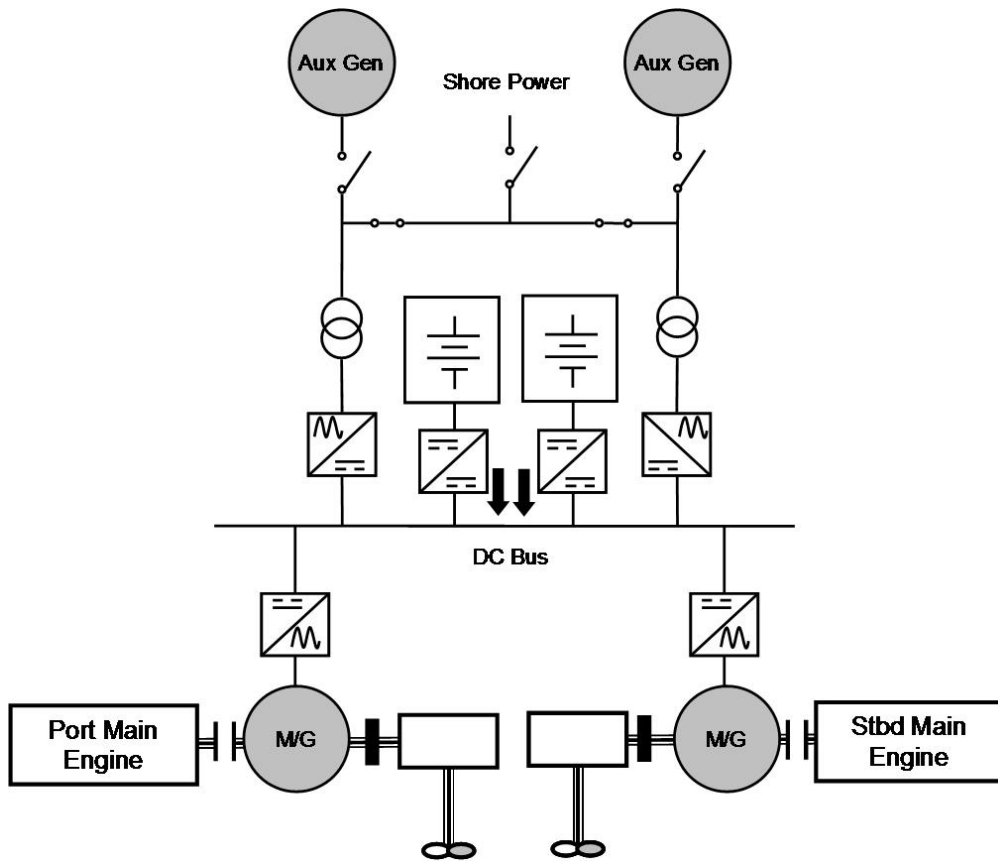 Aux Gen
Shore Power
Aux Gen
DC Bus
Port Main
Engine
M/G
M/G
Stbd Main
Engine